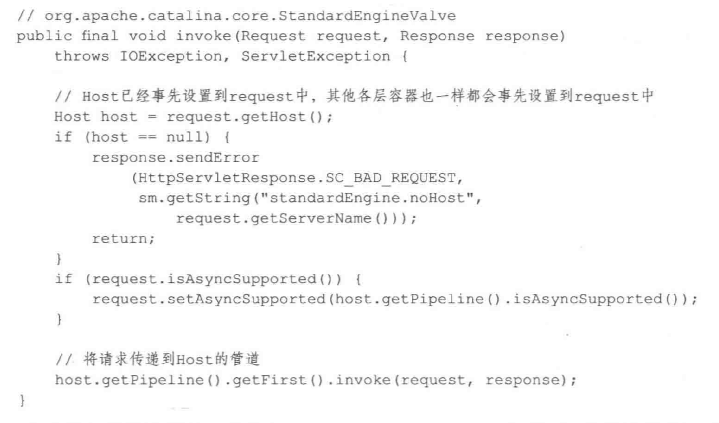 // org.apache.catalina.core.StandardEngineValve
public final void invoke(Request request, Response response)
    throws IOException, ServletException {

    // Host已经事先设置到request中，其他各层容器也一样都会事先设置到request中
    Host host = request.getHost();
    if (host == null) {
        response.sendError
            (HttpServletResponse.SC_BAD_REQUEST,
             sm.getString("standardEngine.noHost",
                 request.getServerName()));
        return;
    }
    if (request.isAsyncSupported()) {
        request.setAsyncSupported(host.getPipeline().isAsyncSupported());
    }

    // 将请求传递到Host的管道
    host.getPipeline().getFirst().invoke(request, response);
}